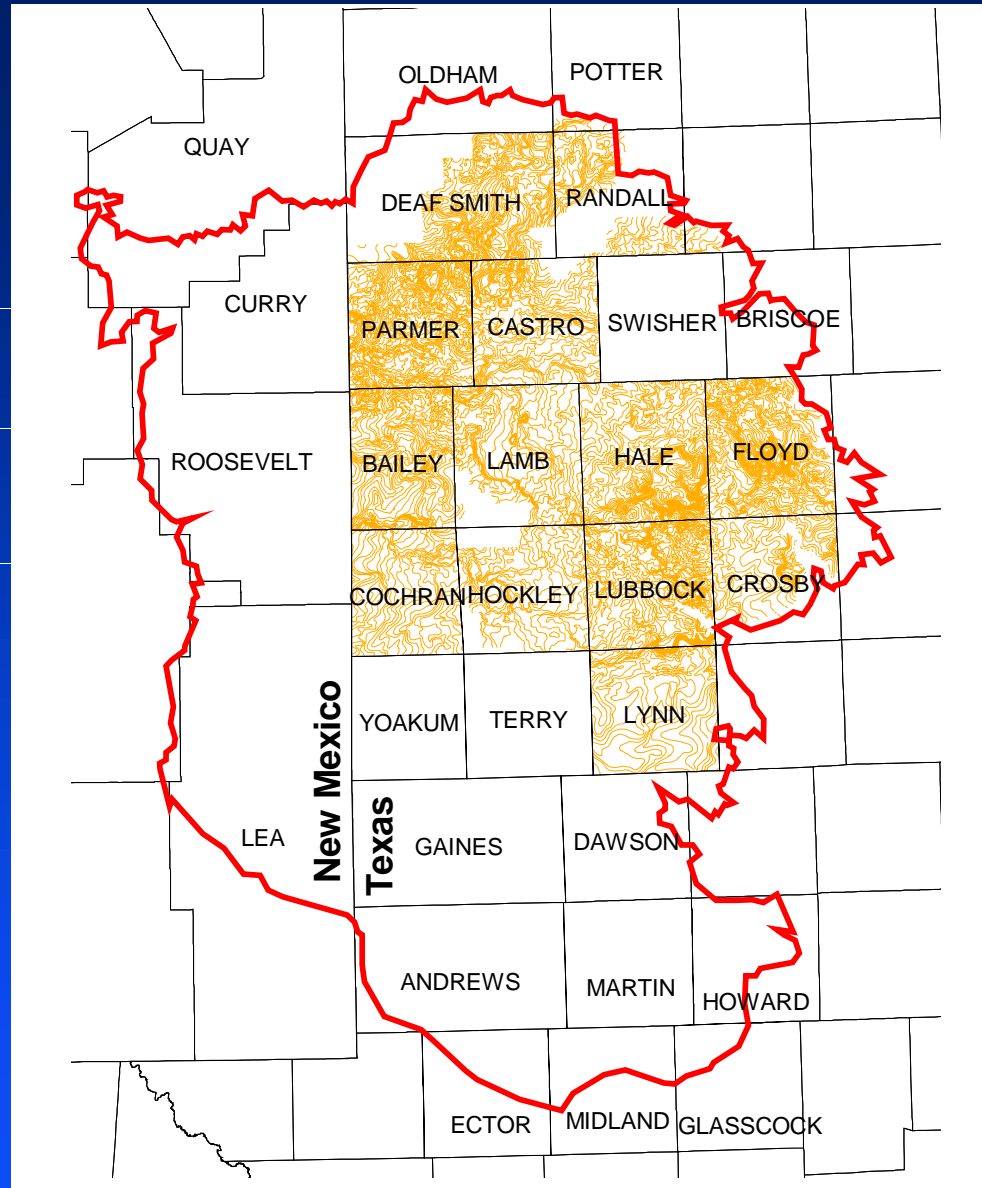 OLDHAM POTTER
QUAY
DEAF SMITH RANDALL
CURRY
PARMER CASTRO SWISHER BRISCOE
ROOSEVELT BAILEY LAMB HALE FLOYD
COCHRAN HOCKLEY LUBBOCK CROSBY
YOAKUM TERRY LYNN
New Mexico
Texas
LEA GAINES DAWSON
ANDREWS MARTIN HOWARD
ECTOR MIDLAND GLASSCOCK